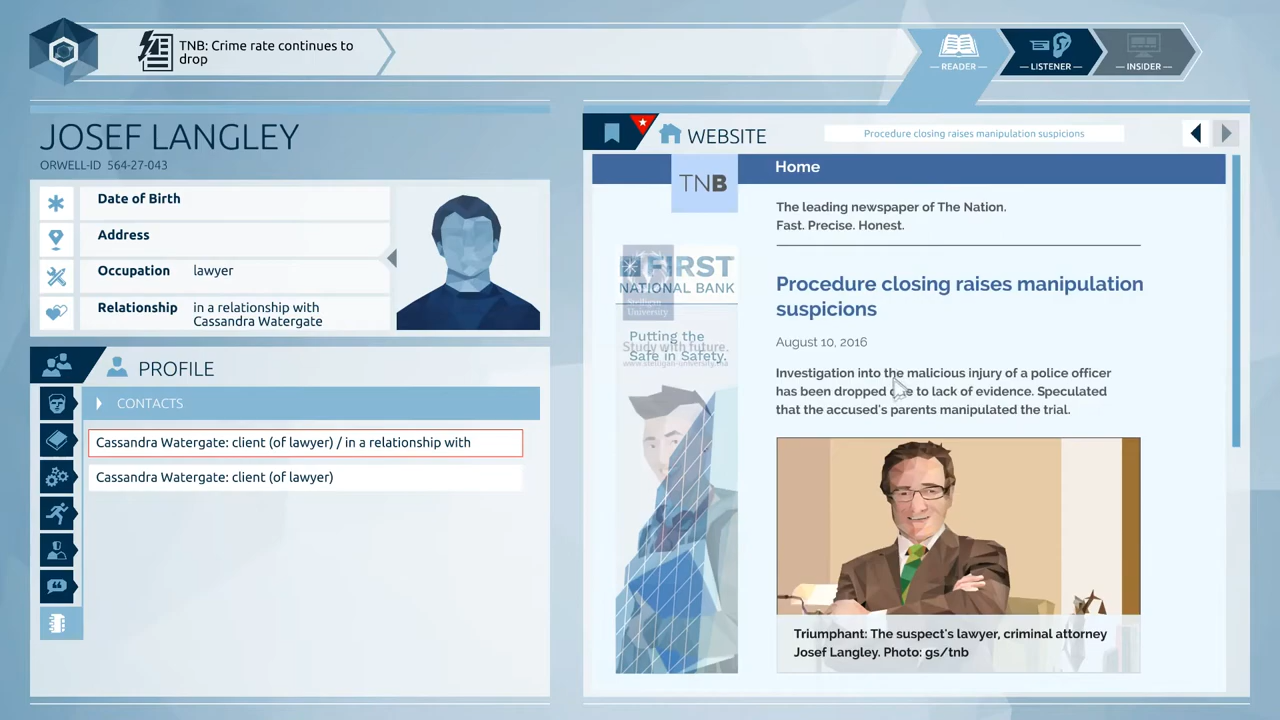 TNB: Crime rate continues to
drop
— READER —
— LISTENER —
— INSIDER —
JOSEF LANGLEY
ORWELL-ID 564-27-043
Date of Birth
Address
Occupation lawyer
Relationship in a relationship with
Cassandra Watergate
PROFILE
CONTACTS
Cassandra Watergate: client (of lawyer) / in a relationship with
Cassandra Watergate: client (of lawyer)
WEBSITE
Procedure closing raises manipulation suspicions
TNB
Home
The leading newspaper of The Nation.
Fast. Precise. Honest.
FIRST
NATIONAL BANK
Stelligan
University
Putting the
Safe in Safety.
Study with future.
Procedure closing raises manipulation
suspicions
August 10, 2016
Investigation into the malicious injury of a police officer
has been dropped due to lack of evidence. Speculated
that the accused's parents manipulated the trial.
Triumphant: The suspect's lawyer, criminal attorney
Josef Langley. Photo: gs/tnb